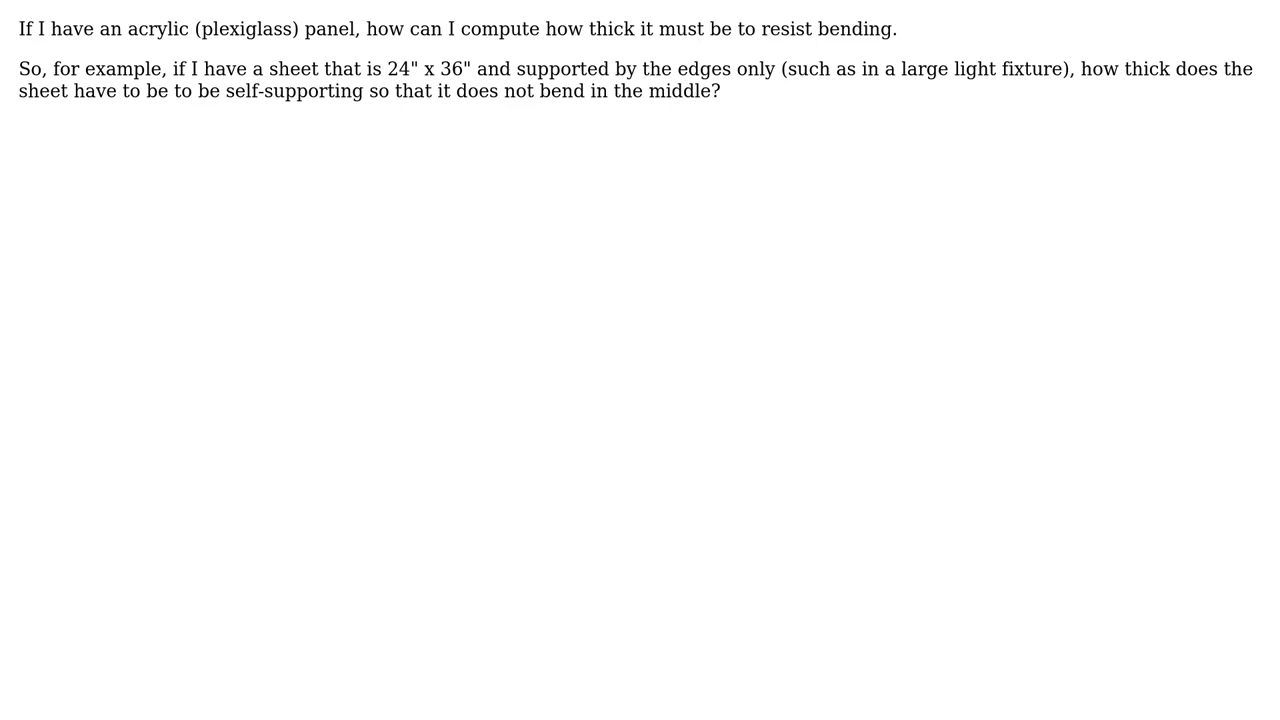 If I have an acrylic (plexiglass) panel, how can I compute how thick it must be to resist bending.
So, for example, if I have a sheet that is 24" x 36" and supported by the edges only (such as in a large light fixture), how thick does the
sheet have to be to be self-supporting so that it does not bend in the middle?